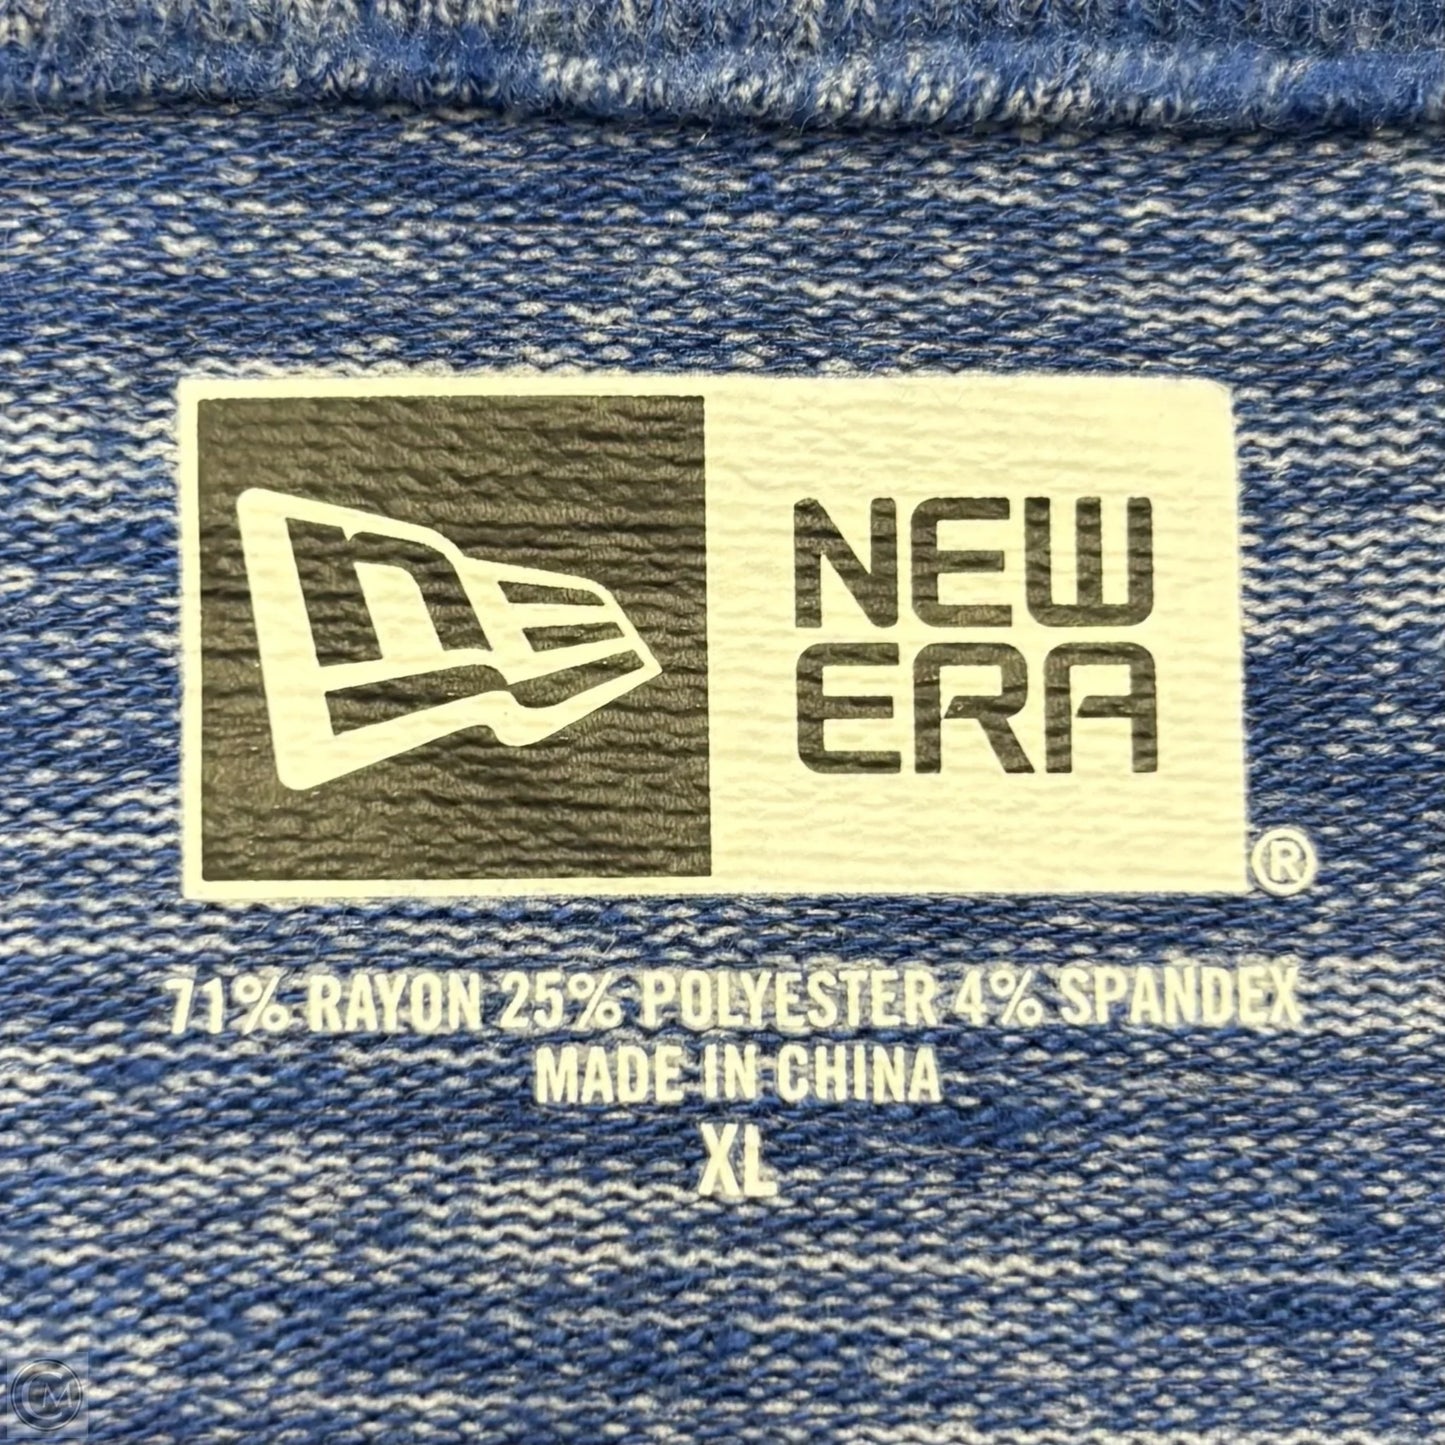 NEW
ERA
®
71% RAYON 25% POLYESTER 4% SPANDEX
MADE IN CHINA
XL